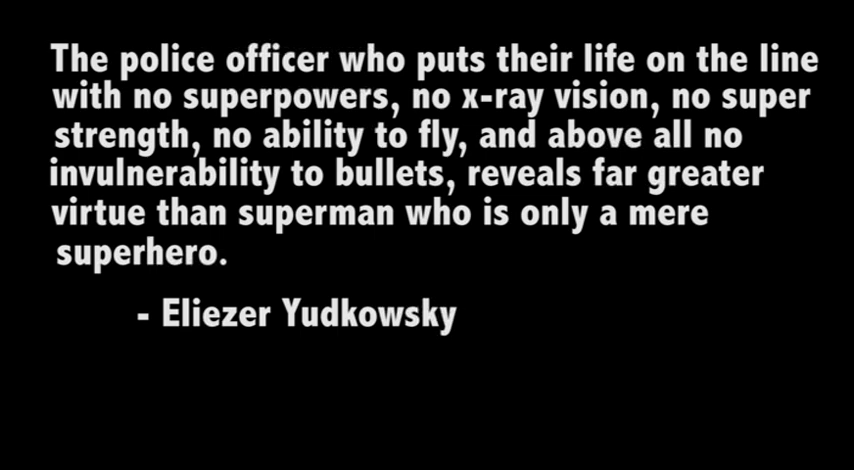 The police officer who puts their life on the line
with no superpowers, no x-ray vision, no super
strength, no ability to fly, and above all no
invulnerability to bullets, reveals far greater
virtue than superman who is only a mere
superhero.
- Eliezer Yudkowsky